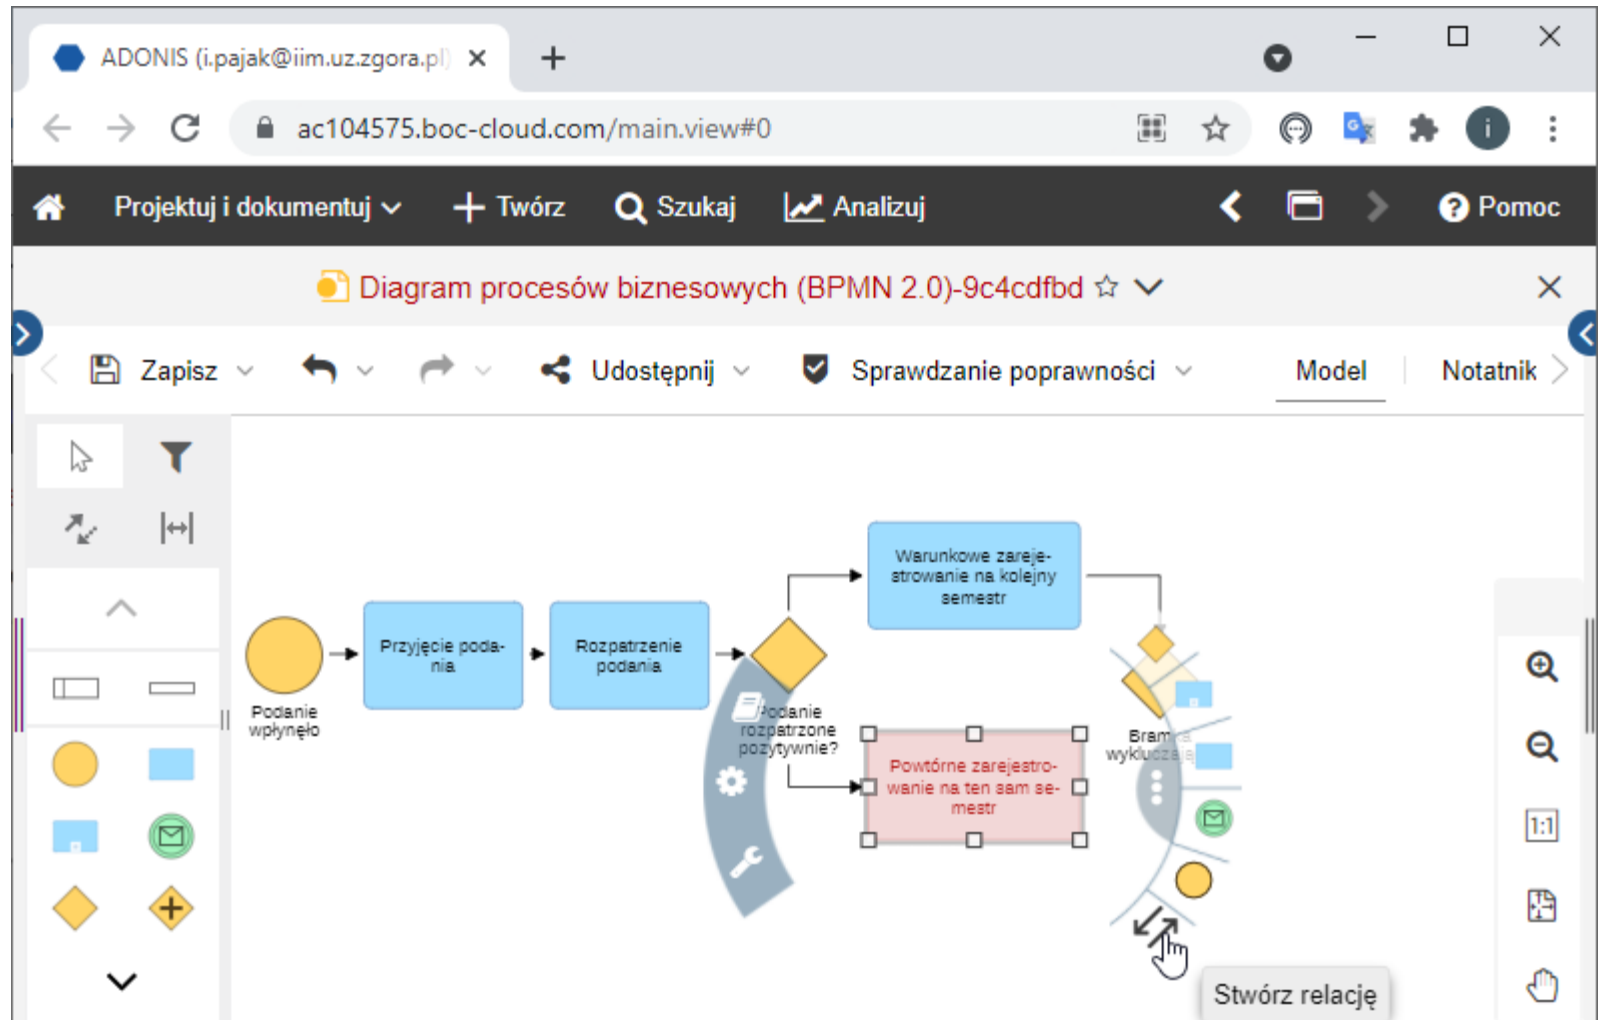 ADONIS (i.pajak@iim.uz.zgora.pl)
ac104575.boc-cloud.com/main.view#0
i
Projektuj i dokumentuj
Twórz
Szukaj
Analizuj
Pomoc
Diagram procesów biznesowych (BPMN 2.0)-9c4cdfbd
Zapisz
Udostępnij
Sprawdzanie poprawności
Model
Notatnik
Warunkowe zareje-
strowanie na kolejny
semestr
Przyjęcie poda-
nia
Rozpatrzenie
podania
Podanie
wpłynęło
Podanie
rozpatrzone
pozytywnie?
Powtórne zarejestro-
wanie na ten sam se-
mestr
1:1
Stwórz relację